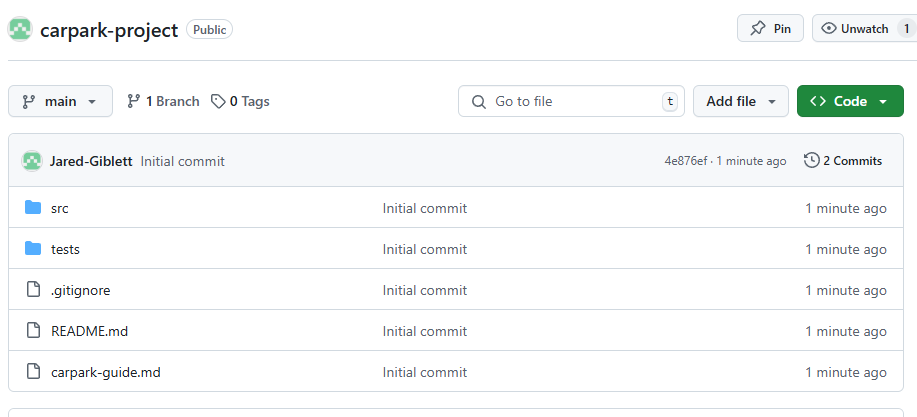 carpark-project Public Pin Unwatch 1
main 1 Branch 0 Tags Go to file t Add file Code
Jared-Giblett Initial commit 4e876ef · 1 minute ago 2 Commits
src Initial commit 1 minute ago
tests Initial commit 1 minute ago
.gitignore Initial commit 1 minute ago
README.md Initial commit 1 minute ago
carpark-guide.md Initial commit 1 minute ago